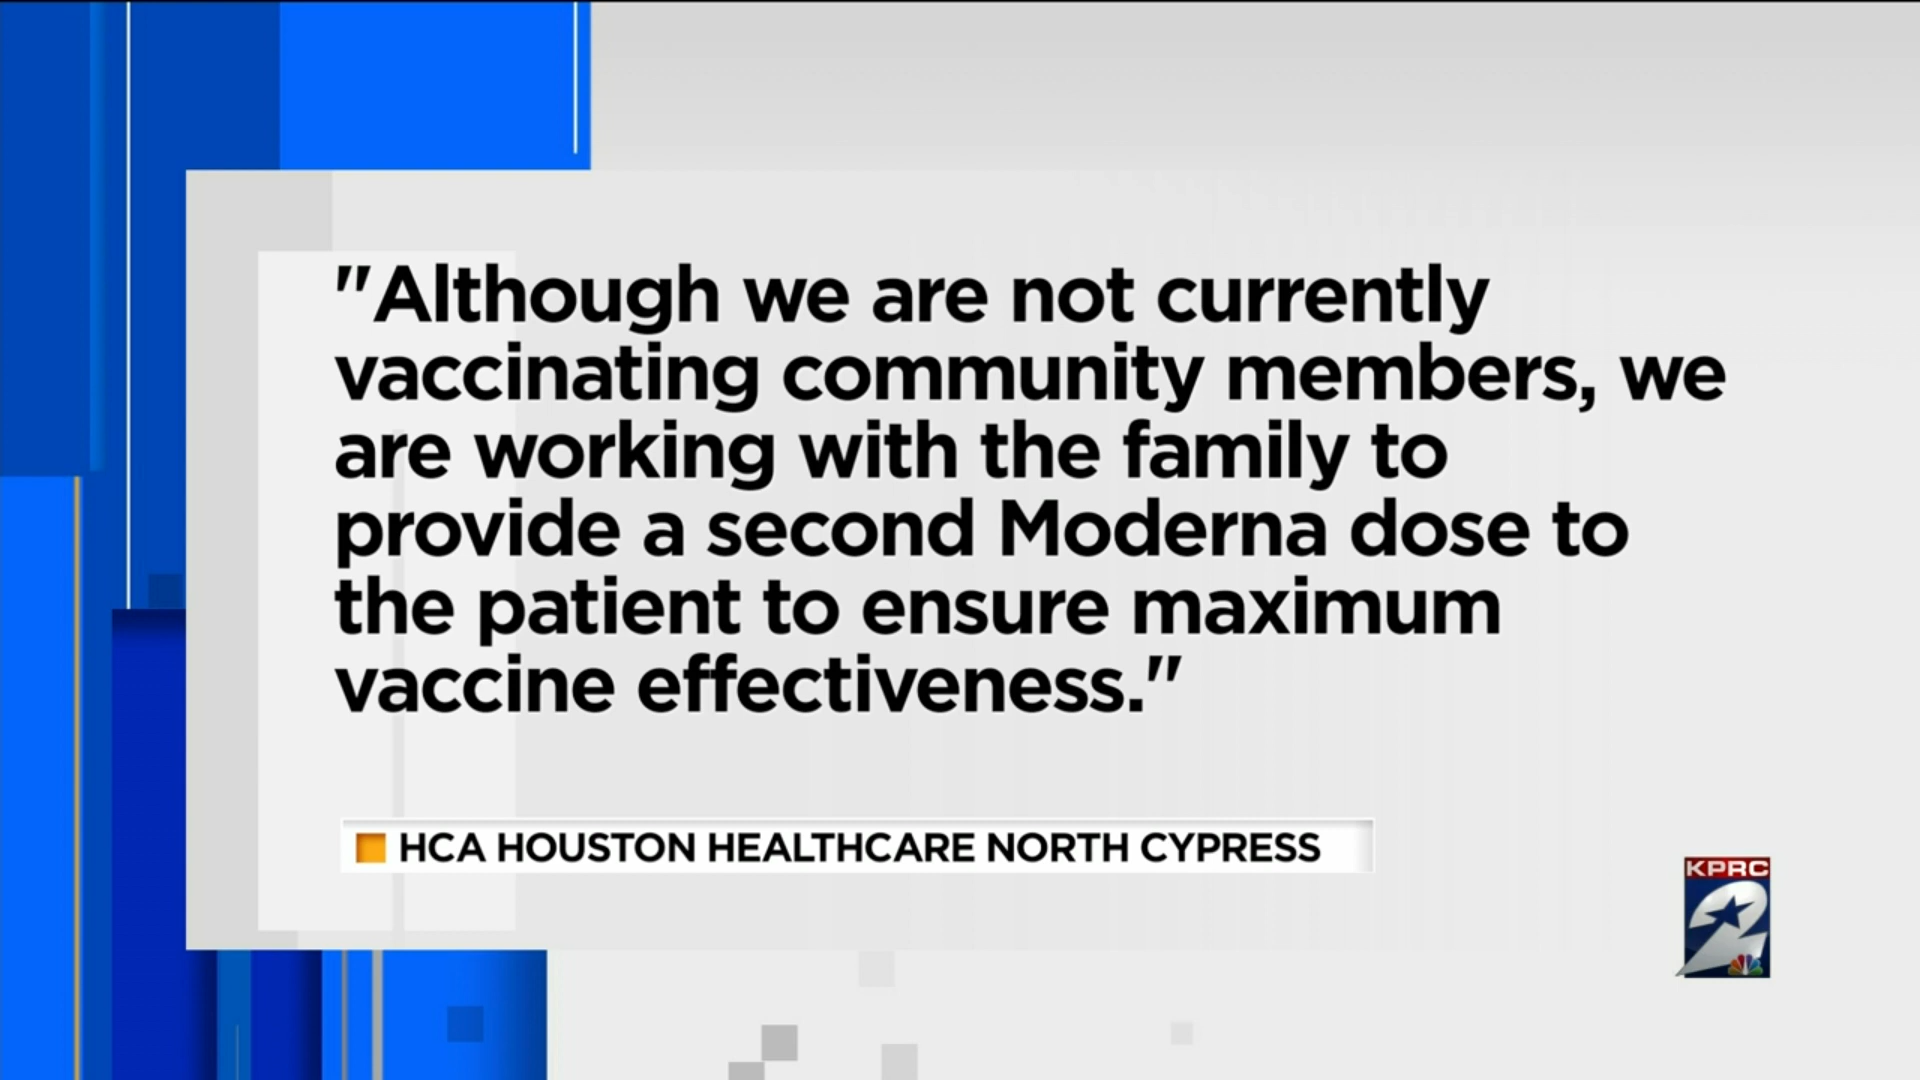 "Although we are not currently
vaccinating community members, we
are working with the family to
provide a second Moderna dose to
the patient to ensure maximum
vaccine effectiveness."
HCA HOUSTON HEALTHCARE NORTH CYPRESS
KPRC
2